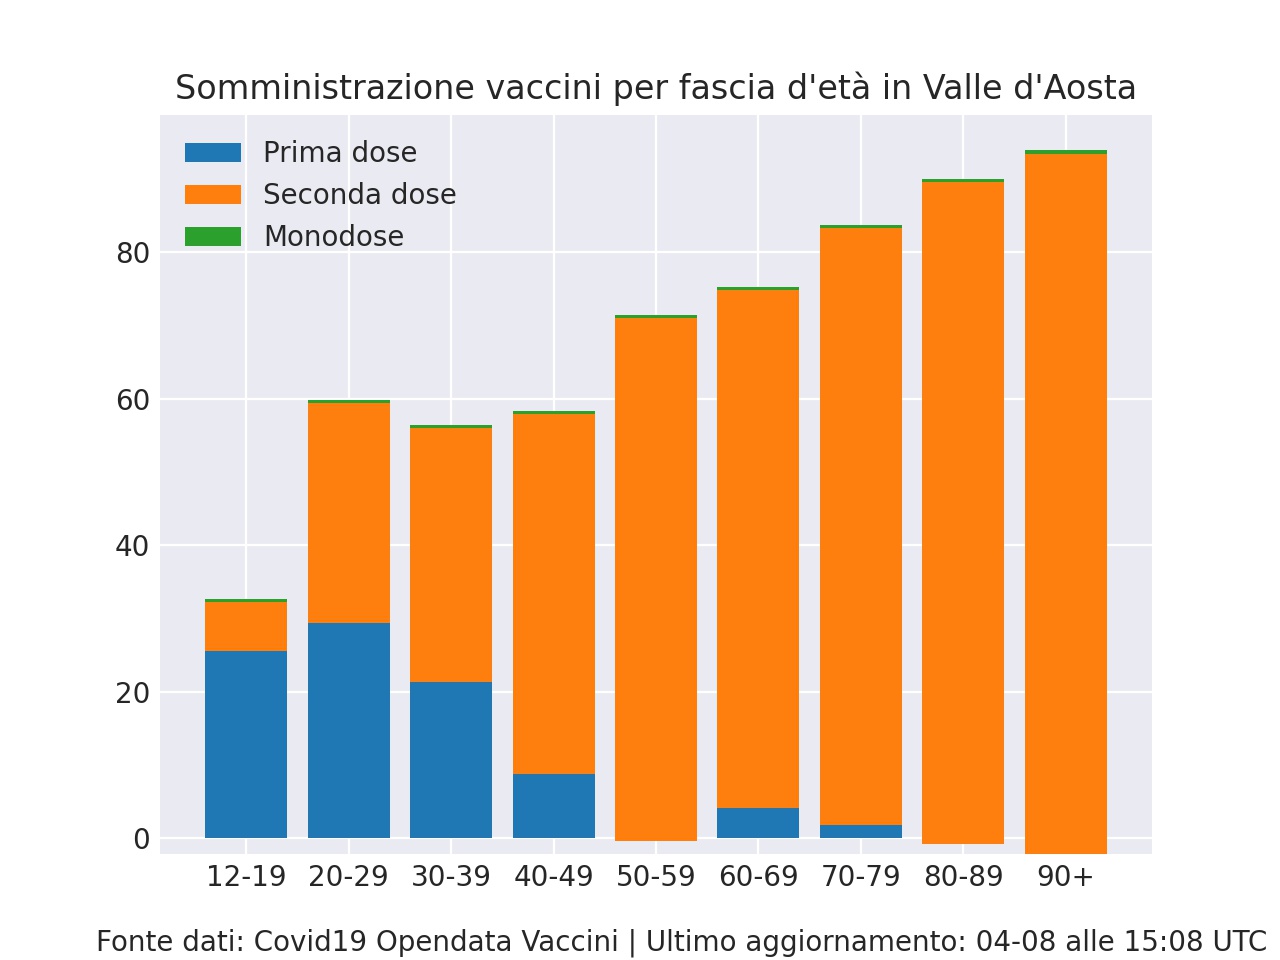 Somministrazione vaccini per fascia d'età in Valle d'Aosta
Prima dose
Seconda dose
Monodose
80
60
40
20
0
12-19 20-29 30-39 40-49 50-59 60-69 70-79 80-89 90+
Fonte dati: Covid19 Opendata Vaccini | Ultimo aggiornamento: 04-08 alle 15:08 UTC